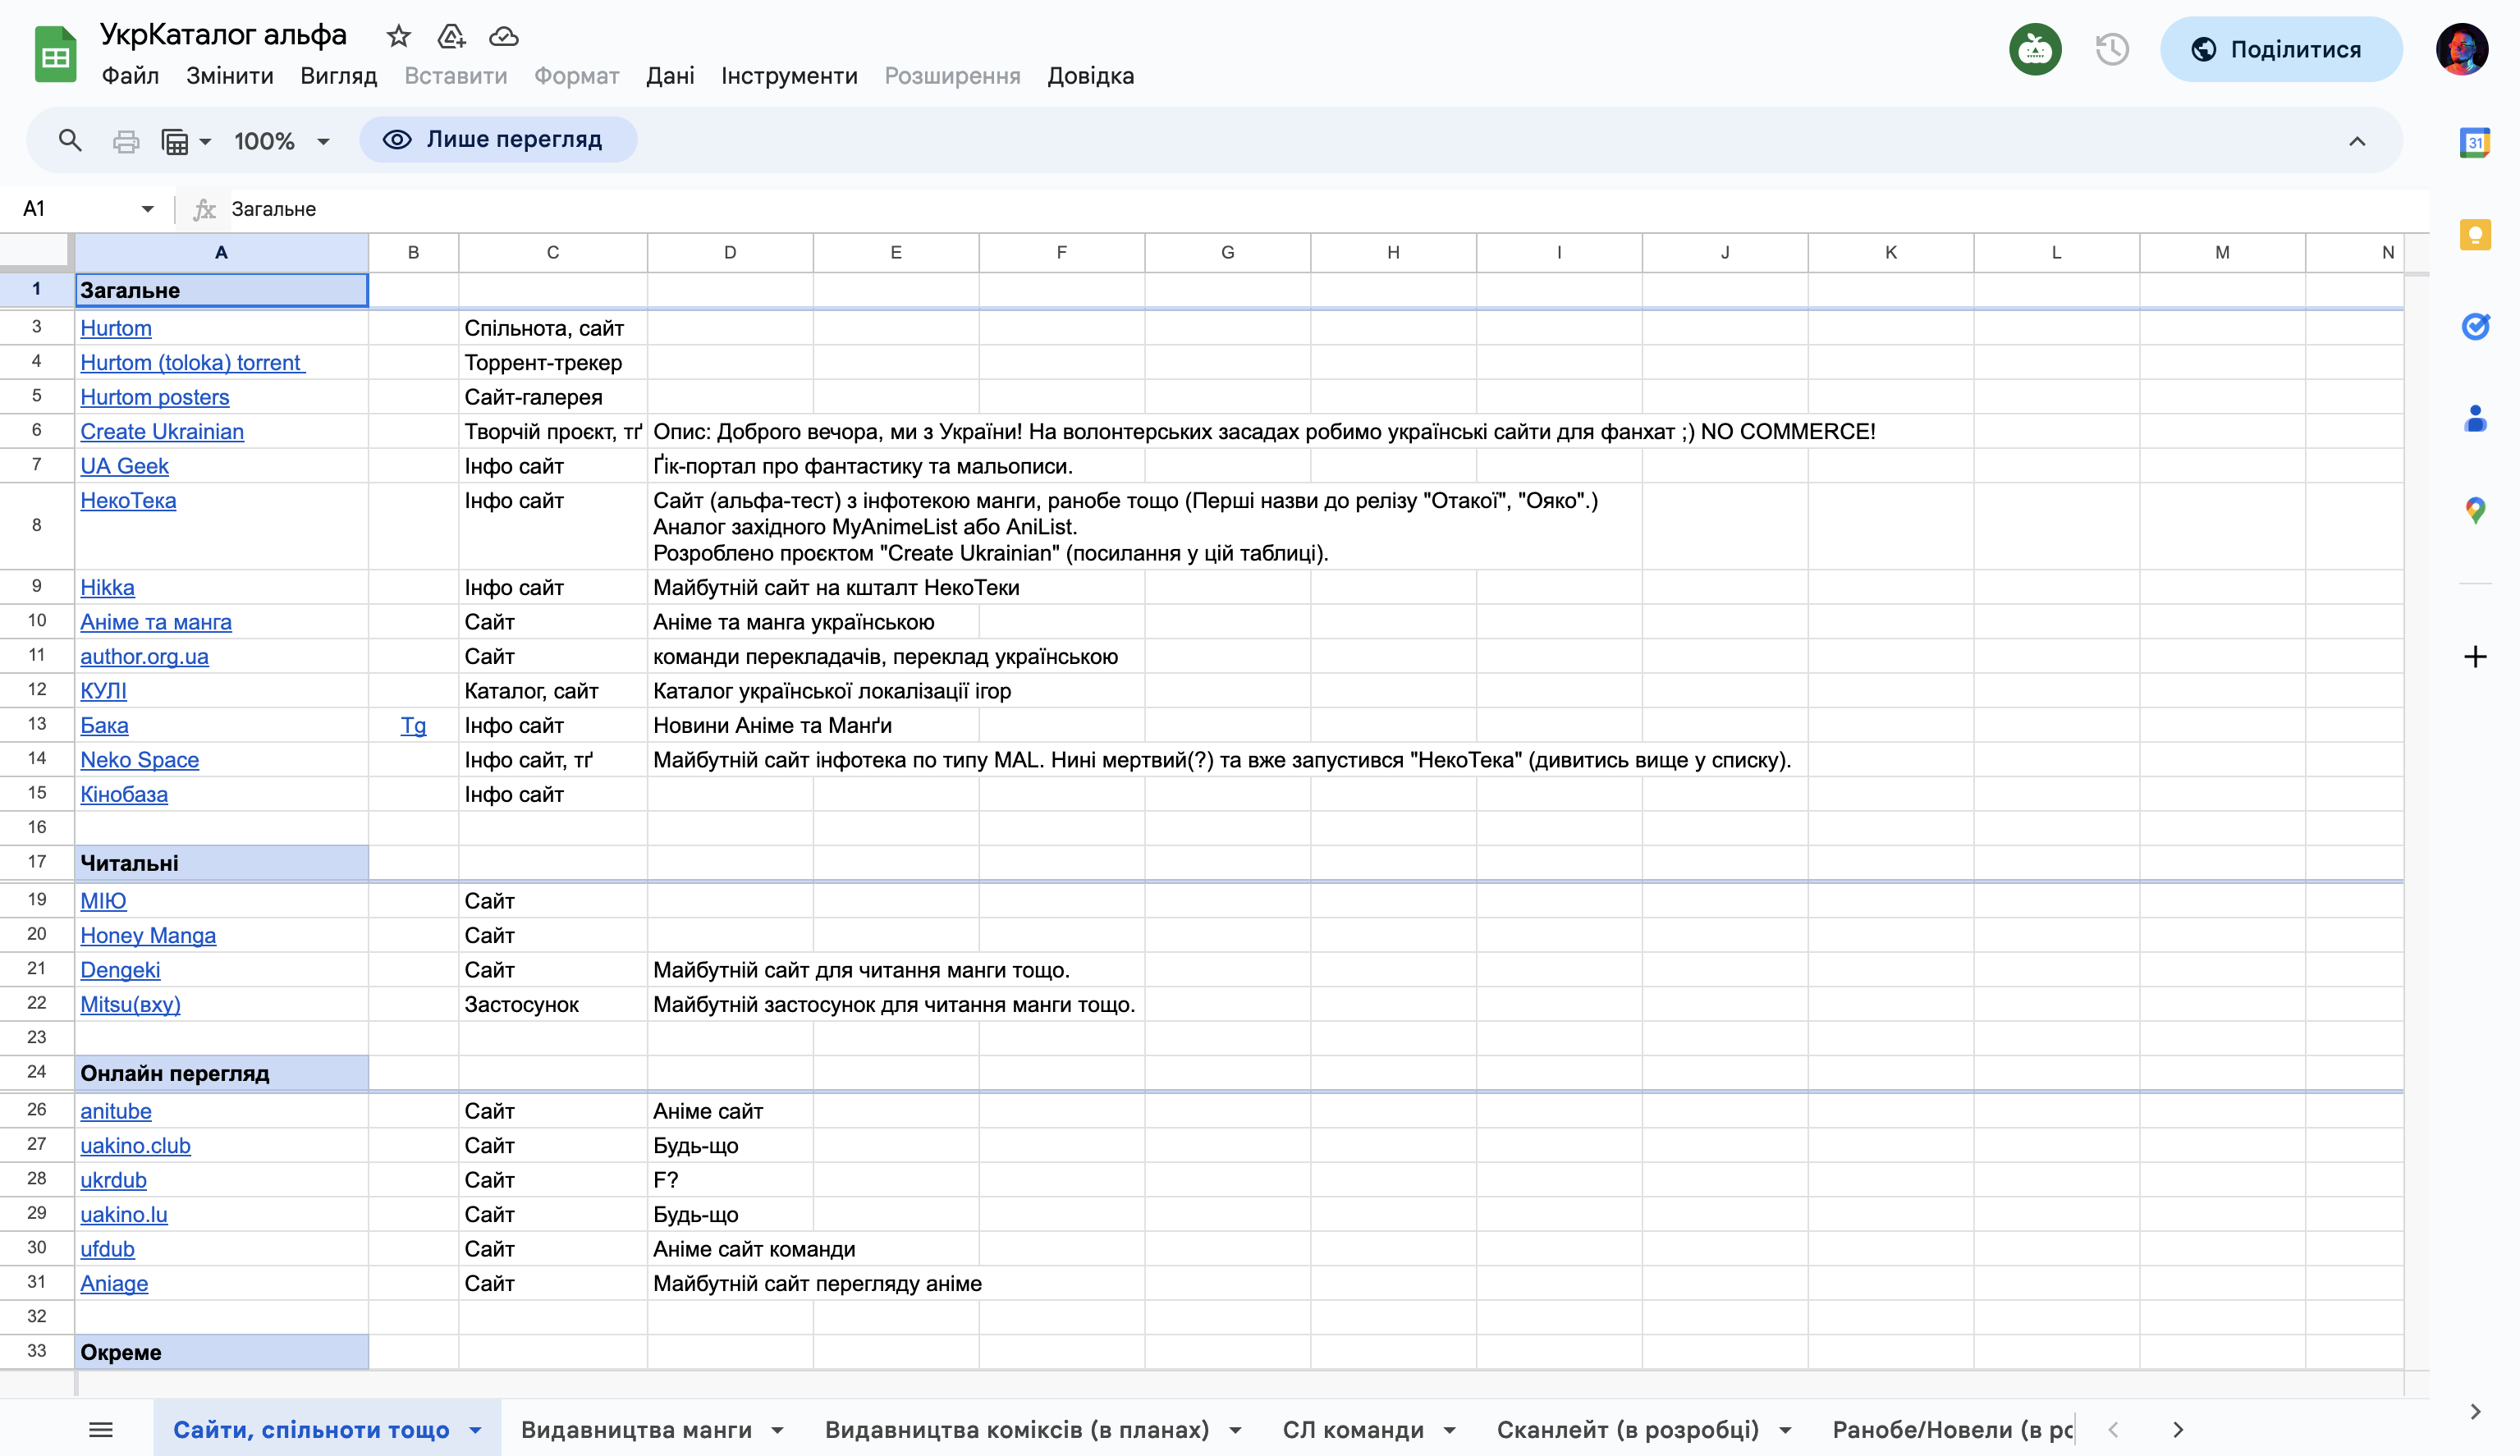 УкрКаталог альфа
Файл Змінити Вигляд Вставити Формат Дані Інструменти Розширення Довідка
Поділитися
100% Лише перегляд
31
A1 fx Загальне
A B C D E F G H I J K L M N
1 Загальне
3 Hurtom Спільнота, сайт
4 Hurtom (toloka) torrent Торрент-трекер
5 Hurtom posters Сайт-галерея
6 Create Ukrainian Творчій проєкт, тґ Опис: Доброго вечора, ми з України! На волонтерських засадах робимо українські сайти для фанхат ;) NO COMMERCE!
7 UA Geek Інфо сайт Ґік-портал про фантастику та мальописи.
8 НекоТека Інфо сайт Сайт (альфа-тест) з інфотекою манги, ранобе тощо (Перші назви до релізу "Отакої", "Ояко".)
Аналог західного MyAnimeList або AniList.
Розроблено проєктом "Create Ukrainian" (посилання у цій таблиці).
9 Hikka Інфо сайт Майбутній сайт на кшталт НекоТеки
10 Аніме та манга Сайт Аніме та манга українською
11 author.org.ua Сайт команди перекладачів, переклад українською
12 КУЛІ Каталог, сайт Каталог української локалізації ігор
13 Бака Tg Інфо сайт Новини Аніме та Манґи
14 Neko Space Інфо сайт, тґ Майбутній сайт інфотека по типу MAL. Нині мертвий(?) та вже запустився "НекоТека" (дивитись вище у списку).
15 Кінобаза Інфо сайт
16
17 Читальні
19 МІЮ Сайт
20 Honey Manga Сайт
21 Dengeki Сайт Майбутній сайт для читання манги тощо.
22 Mitsu(вху) Застосунок Майбутній застосунок для читання манги тощо.
23
24 Онлайн перегляд
26 anitube Сайт Аніме сайт
27 uakino.club Сайт Будь-що
28 ukrdub Сайт F?
29 uakino.lu Сайт Будь-що
30 ufdub Сайт Аніме сайт команди
31 Aniage Сайт Майбутній сайт перегляду аніме
32
33 Окреме
Сайти, спільноти тощо Видавництва манги Видавництва коміксів (в планах) СЛ команди Сканлейт (в розробці) Ранобе/Новели (в рс